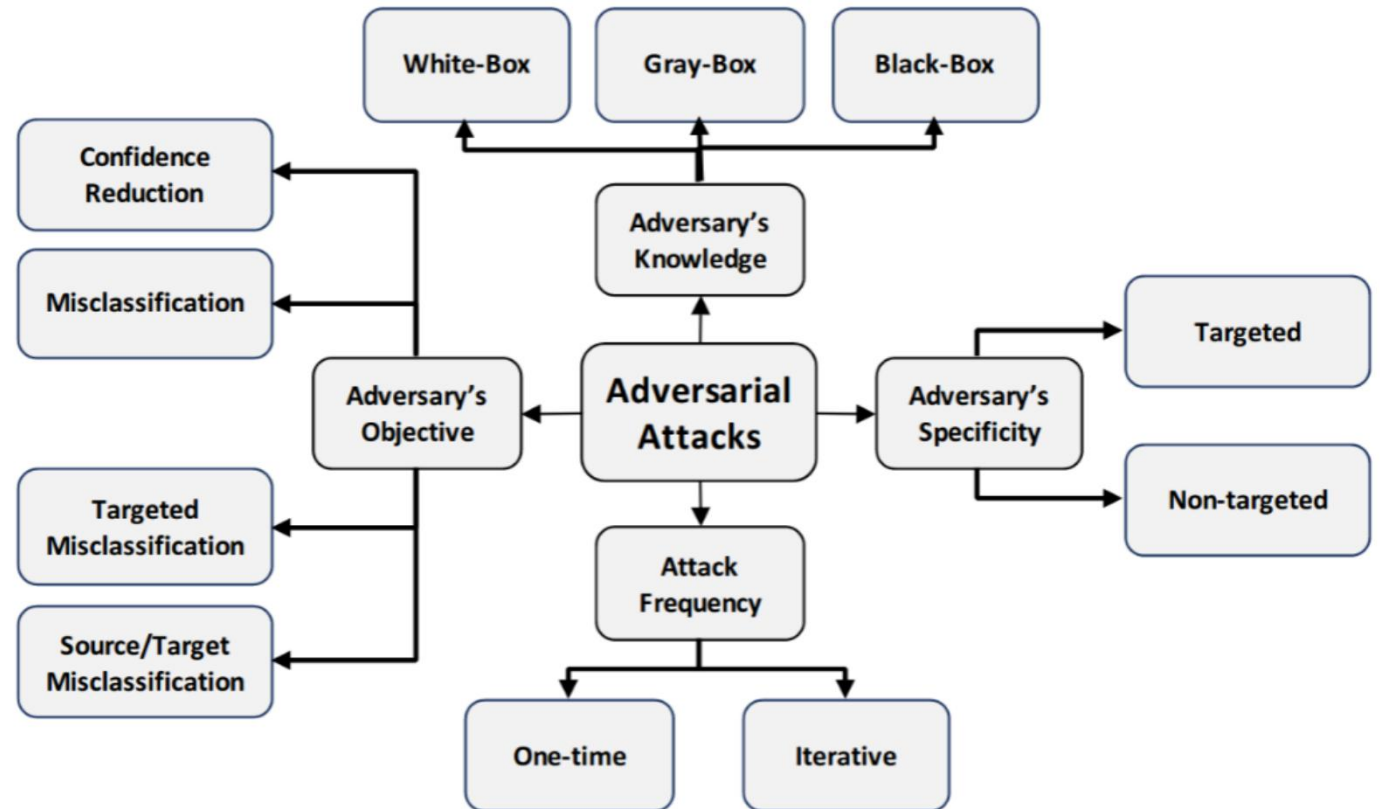 White-Box
Gray-Box
Black-Box
Confidence
Reduction
Adversary’s
Knowledge
Misclassification
Targeted
Adversary’s
Objective
Adversarial
Attacks
Adversary’s
Specificity
Targeted
Misclassification
Non-targeted
Attack
Frequency
Source/Target
Misclassification
One-time
Iterative